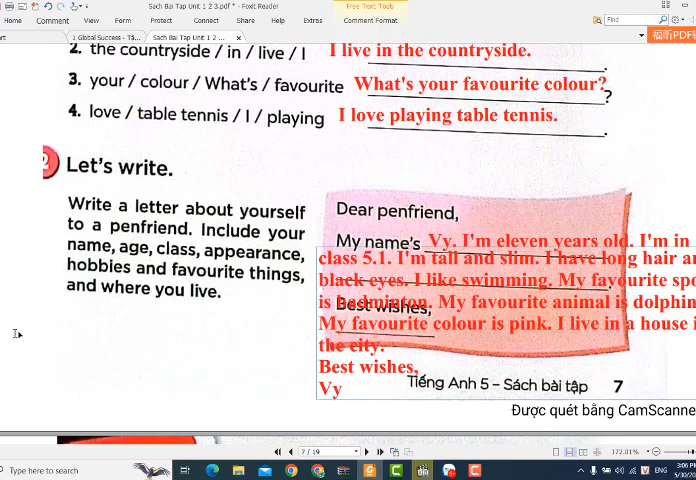 Sach Bai Tap Unit 1 2 3.pdf * - Foxit Reader
Free Text Tools
Home Comment View Form Protect Share Help Extras Comment Format
Find
1 Global Success - Tâ... Sach Bai Tap Unit 1 2 3.pdf ...
2. the countryside / in / live / I I live in the countryside.
3. your / colour / What's / favourite What's your favourite colour?
?
4. love / table tennis / I / playing I love playing table tennis.
2 Let's write.
Write a letter about yourself
to a penfriend. Include your
name, age, class, appearance,
hobbies and favourite things,
and where you live.
Dear penfriend,
My name's Vy. I'm eleven years old. I'm in
class 5.1. I'm tall and slim. I have long hair
black eyes. I like swimming. My favourite
is badminton. My favourite animal is
My favourite colour is pink. I live in a house
the city.
Best wishes,
Best wishes,
Vy
Tiếng Anh 5 - Sách bài tập 7
Được quét bằng
7 / 19
172.01%
Type here to search
ENG
3:06 PM